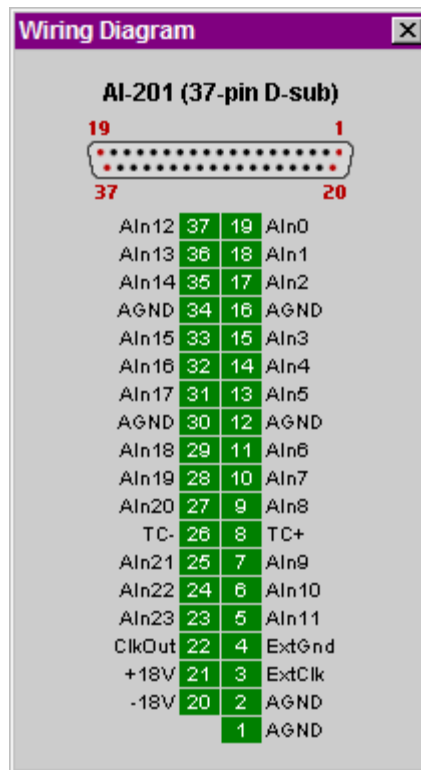 Wiring Diagram
AI-201 (37-pin D-sub)
19 1
37 20
AIn12 37 19 AIn0
AIn13 36 18 AIn1
AIn14 35 17 AIn2
AGND 34 16 AGND
AIn15 33 15 AIn3
AIn16 32 14 AIn4
AIn17 31 13 AIn5
AGND 30 12 AGND
AIn18 29 11 AIn6
AIn19 28 10 AIn7
AIn20 27 9 AIn8
TC- 26 8 TC+
AIn21 25 7 AIn9
AIn22 24 6 AIn10
AIn23 23 5 AIn11
ClkOut 22 4 ExtGnd
+18V 21 3 ExtClk
-18V 20 2 AGND
1 AGND